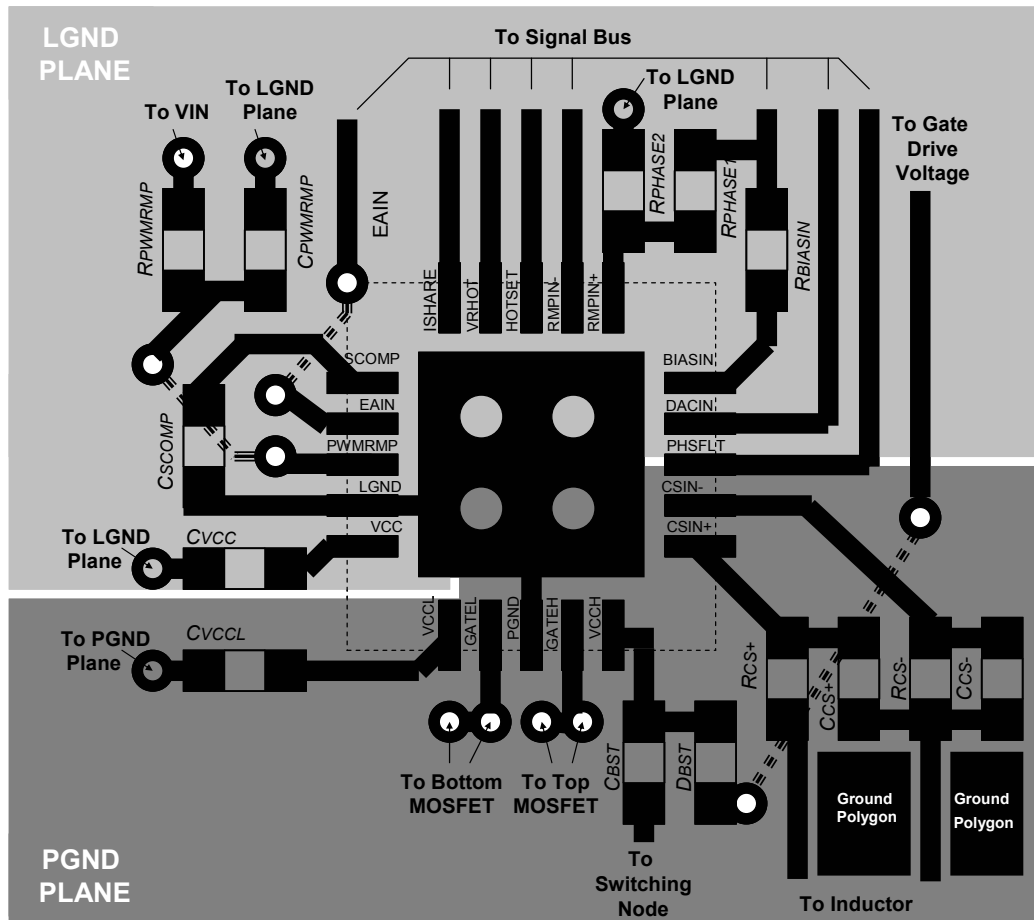 LGND
PLANE
To Signal Bus
To VIN
To LGND
Plane
To LGND
Plane
To Gate
Drive
Voltage
RPWMRMP
CPWMRMP
EAIN
RPHASE2
RPHASE1
RBIASIN
ISHARE
VRHOT
HOTSET
RMPIN-
RMPIN+
SCOMP
EAIN
PWMRMP
LGND
VCC
BIASIN
DACIN
PHSFLT
CSIN-
CSIN+
CSCOMP
To LGND
Plane
CVCC
VCCL
GATEL
PGND
GATEH
VCCH
To PGND
Plane
CVCCL
RCS+
CCS+
RCS-
CCS-
CBST
DBST
To Bottom
MOSFET
To Top
MOSFET
Ground
Polygon
Ground
Polygon
To
Switching
Node
To Inductor
PGND
PLANE